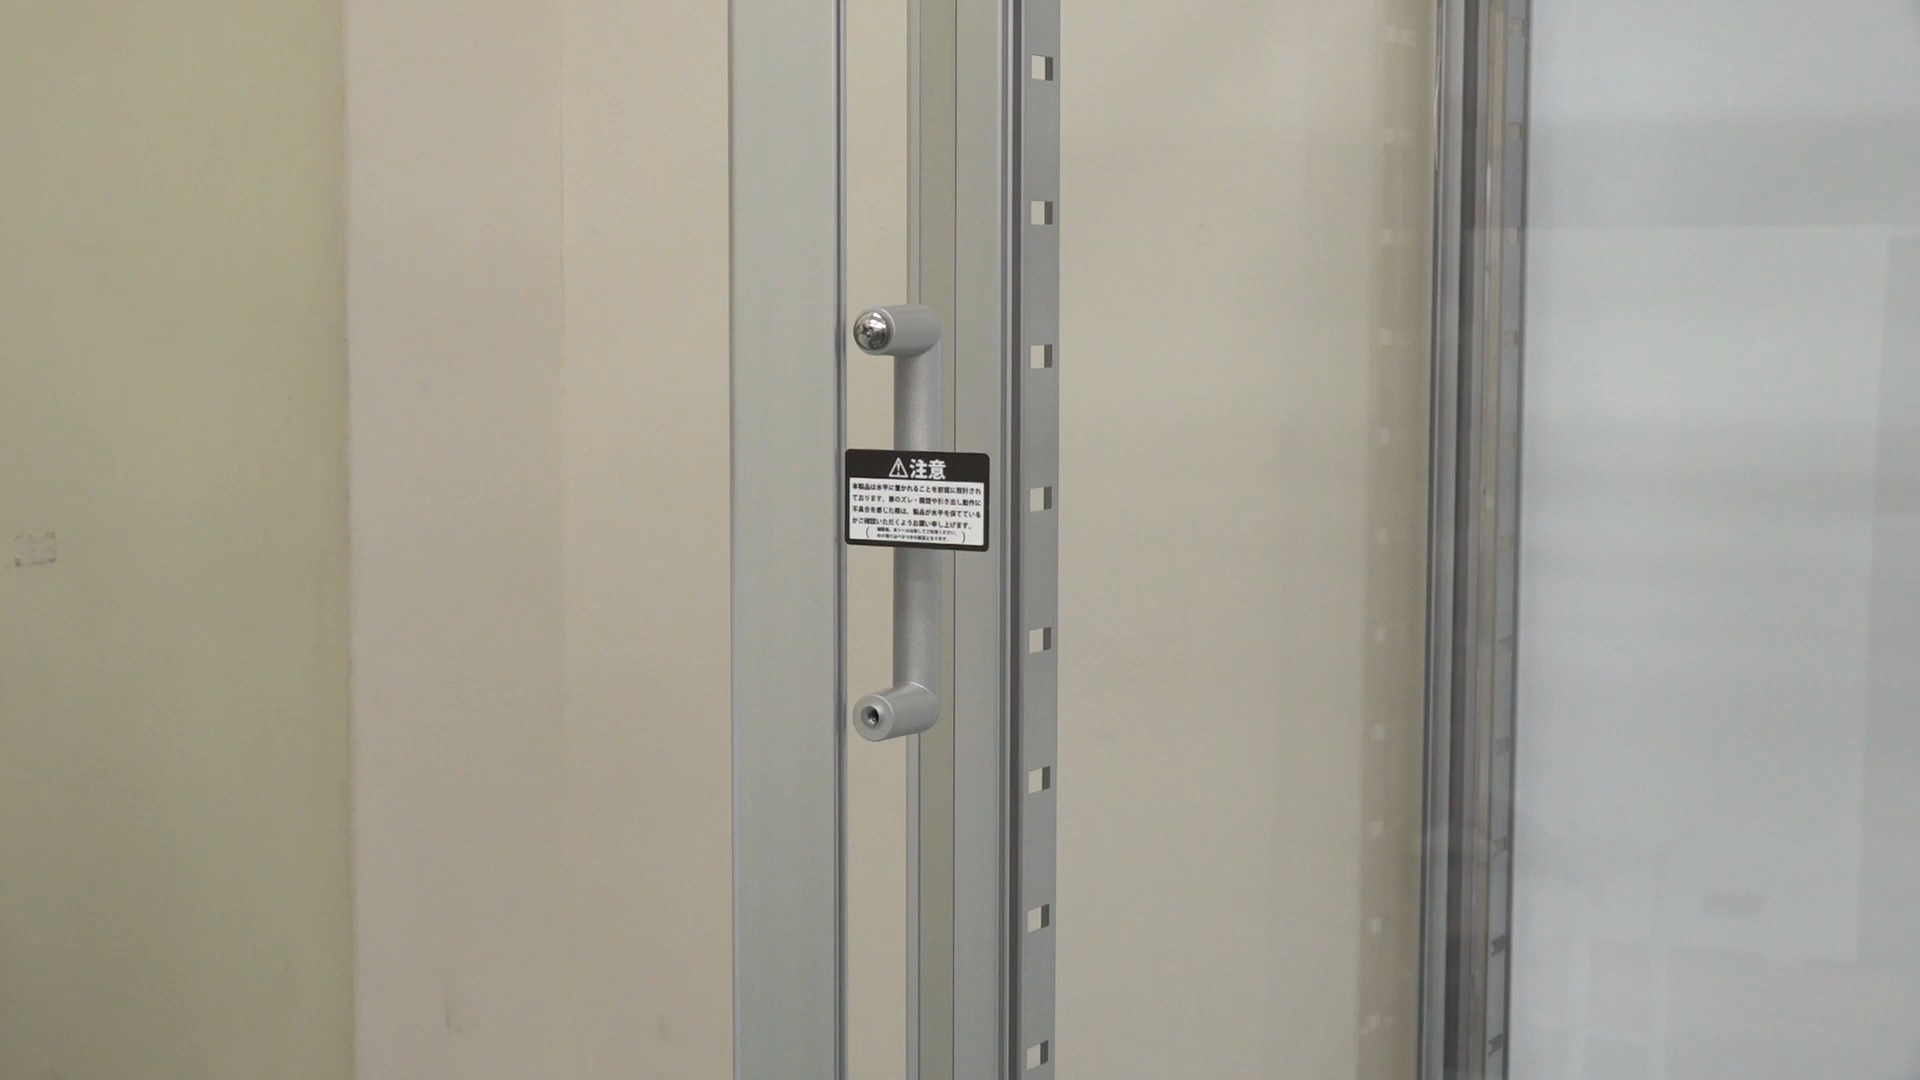 ⚠注意
本製品は水平に置かれることを前提に設計され
ております。扉のズレ・開閉や引き出し動作に
不具合を感じた際は、製品が水平を保てている
かご確認いただくようお願い申し上げます。